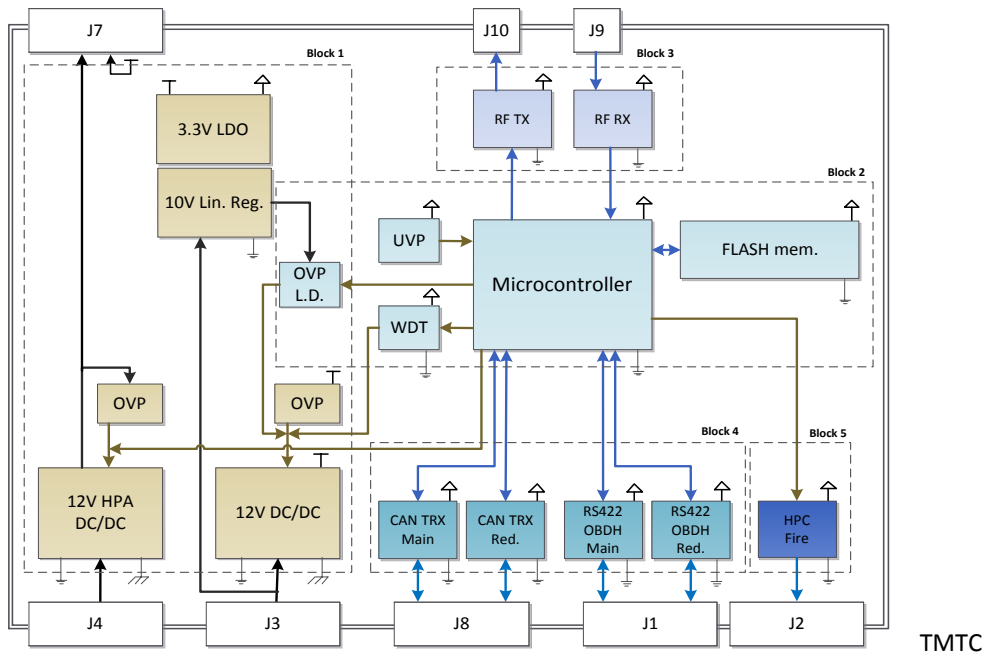 J7
J10
J9
Block 1
Block 3
3.3V LDO
RF TX
RF RX
Block 2
10V Lin. Reg.
UVP
Microcontroller
FLASH mem.
OVP
L.D.
WDT
OVP
OVP
Block 4
Block 5
12V HPA
DC/DC
12V DC/DC
CAN TRX
Main
CAN TRX
Red.
RS422
OBDH
Main
RS422
OBDH
Red.
HPC
Fire
J4
J3
J8
J1
J2
TMTC